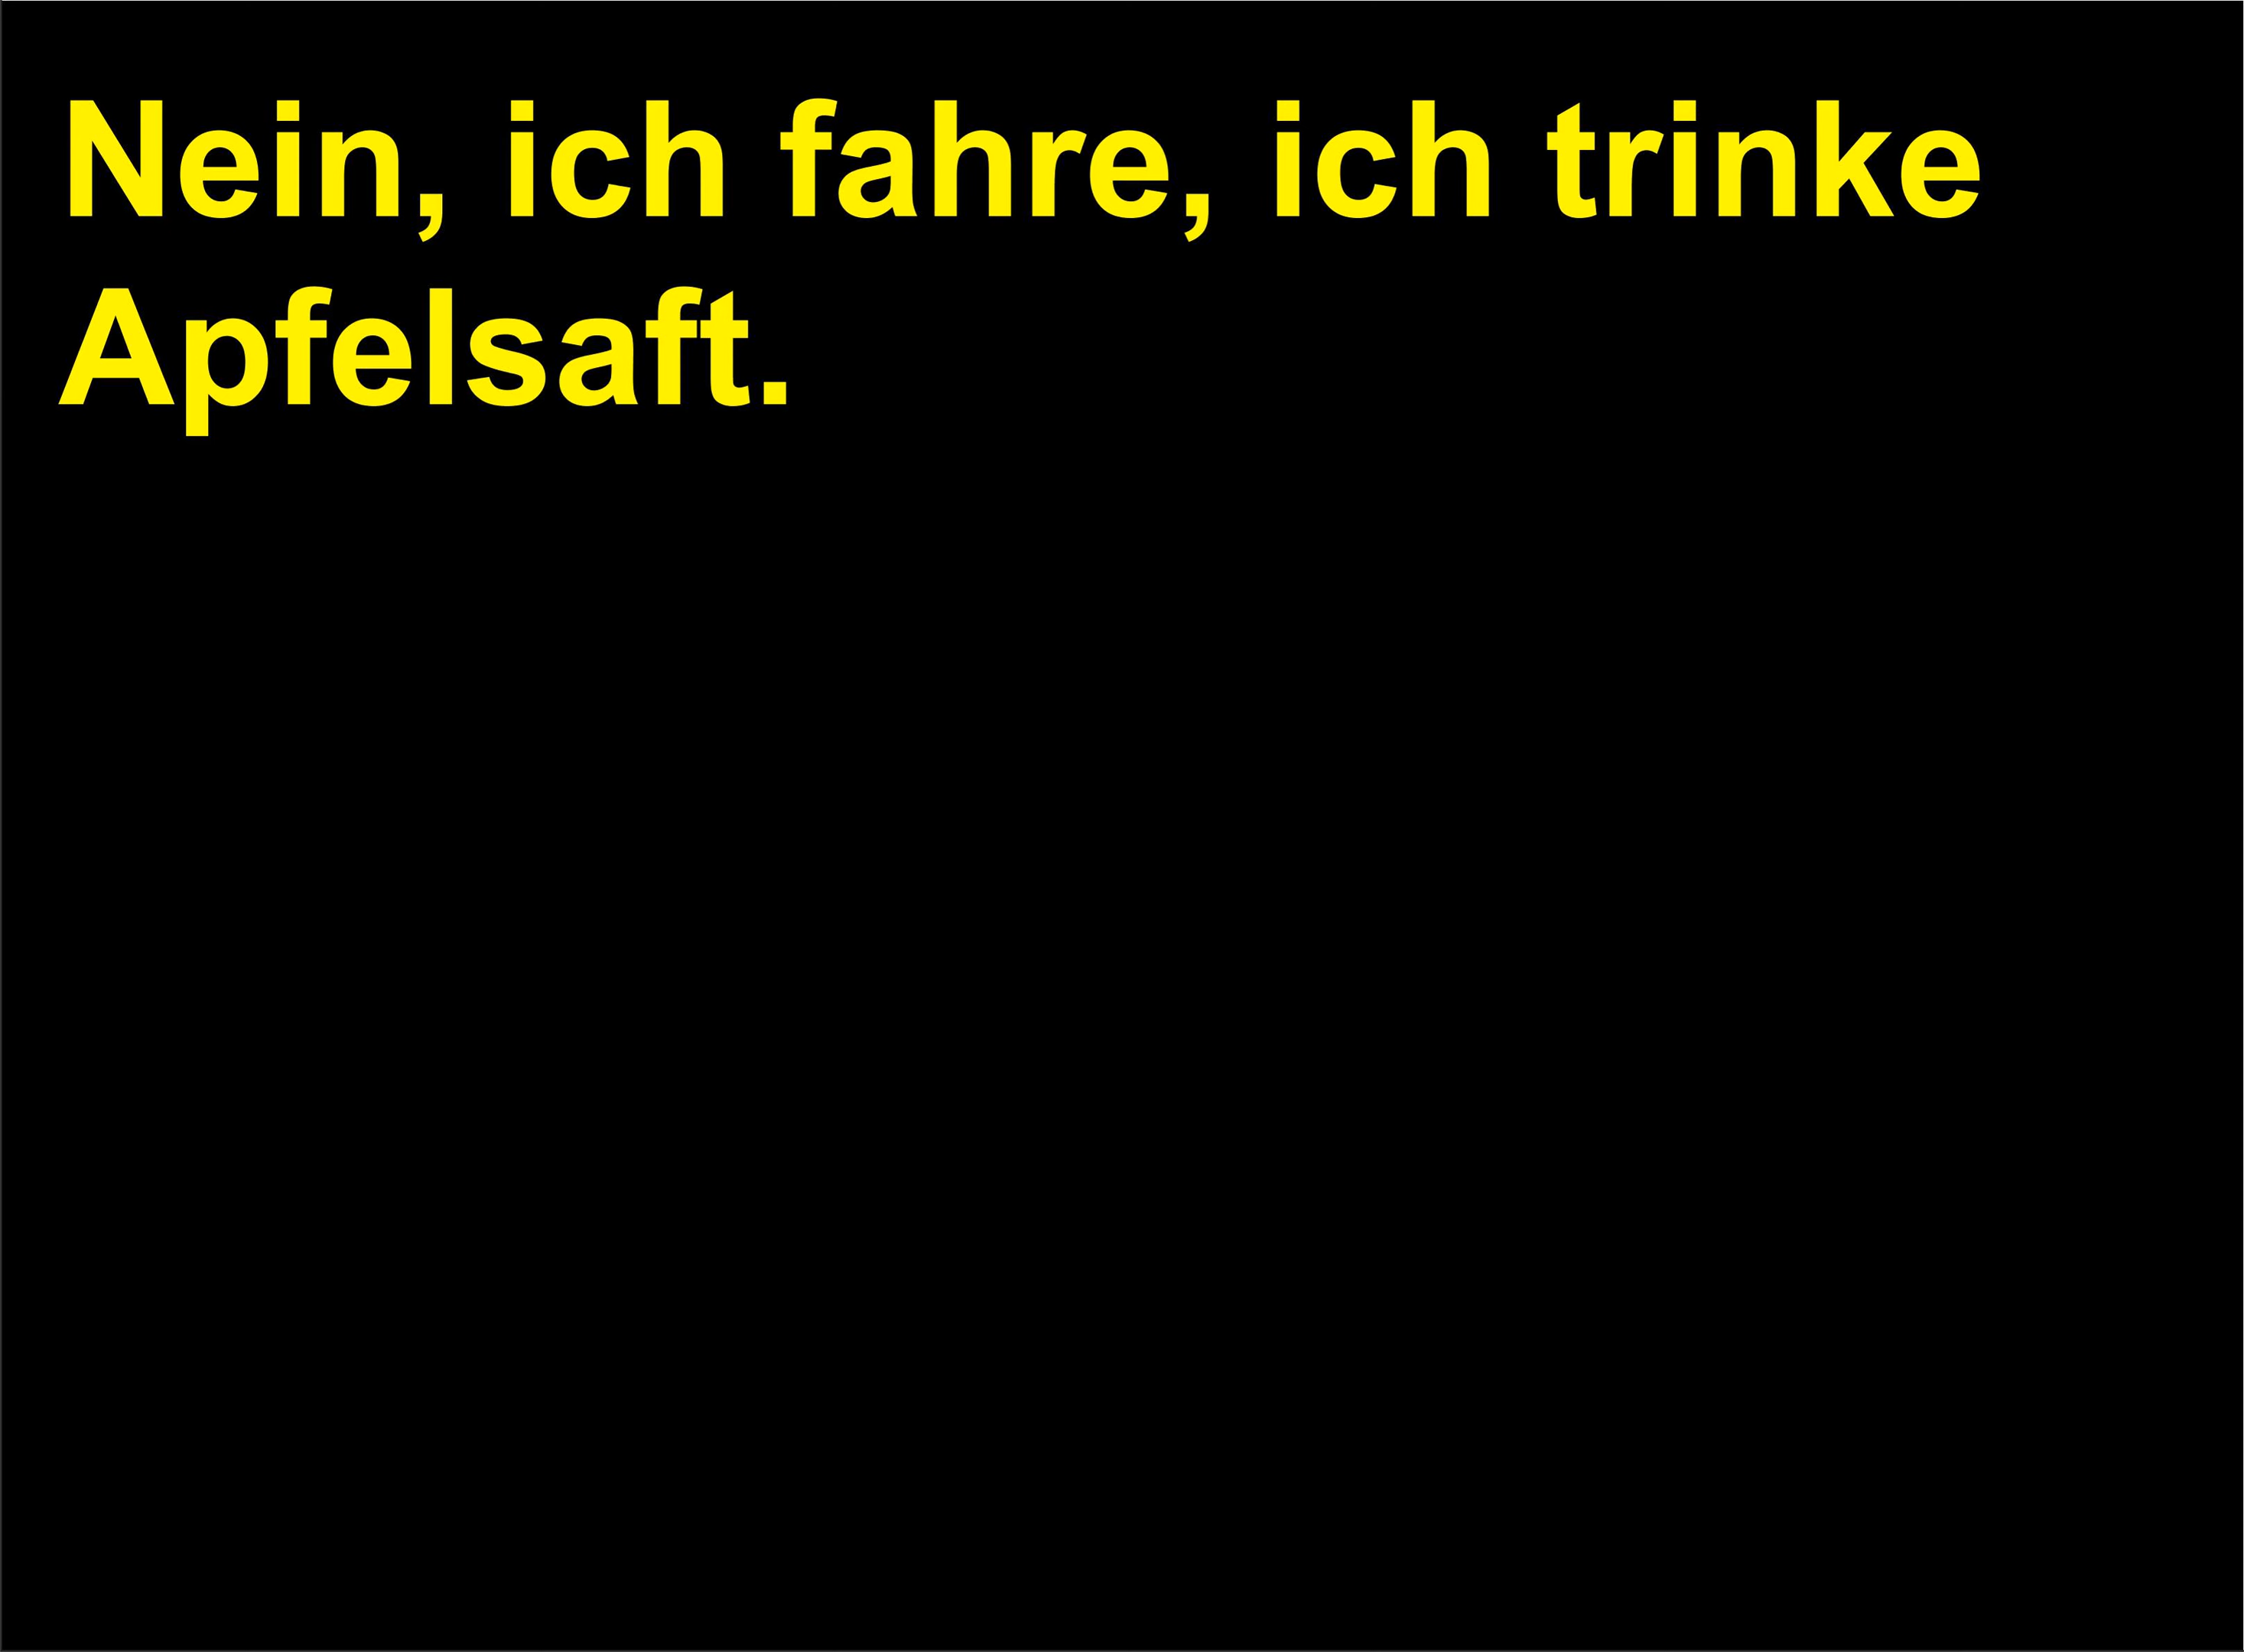 Nein, ich fahre, ich trinke
Apfelsaft.